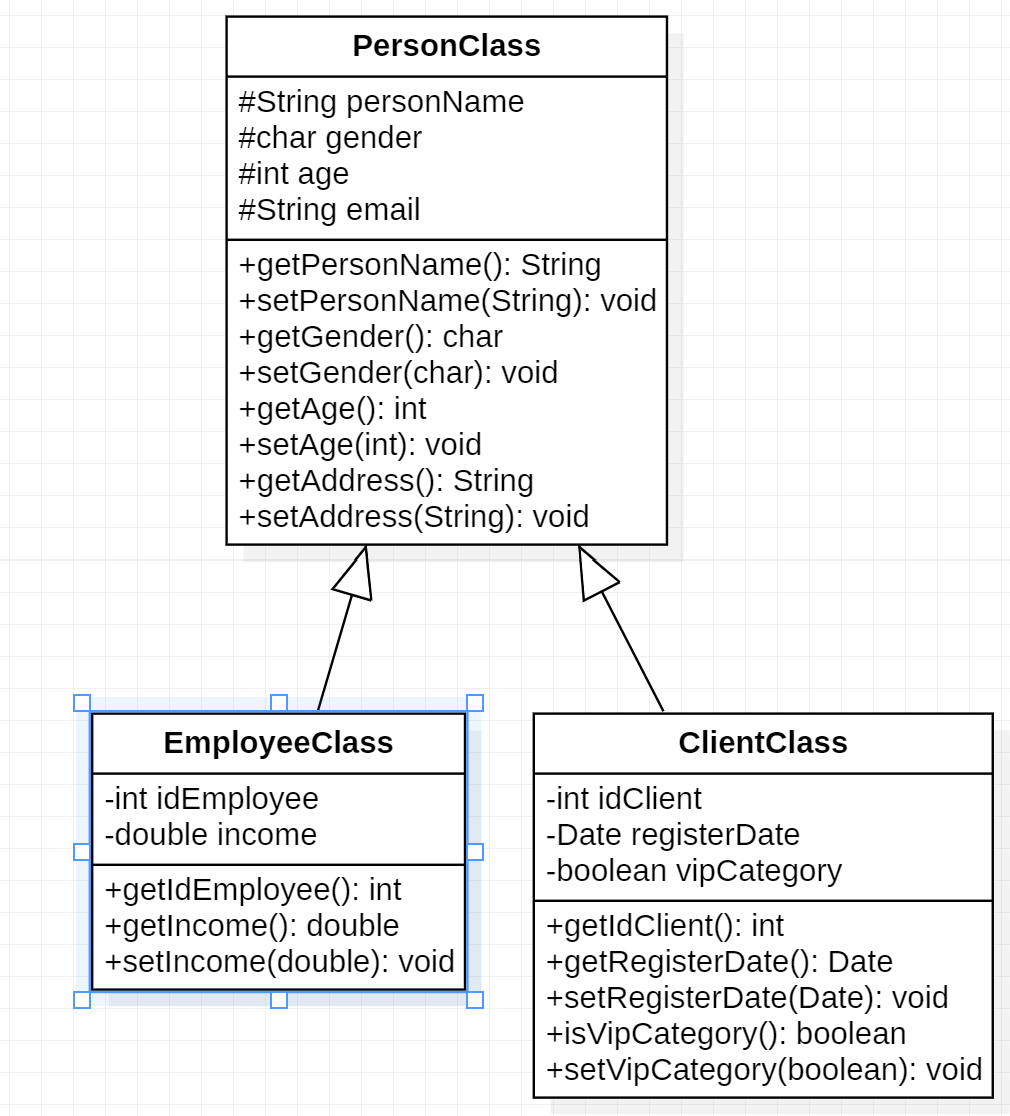 PersonClass
#String personName
#char gender
#int age
#String email
+getPersonName(): String
+setPersonName(String): void
+getGender(): char
+setGender(char): void
+getAge(): int
+setAge(int): void
+getAddress(): String
+setAddress(String): void
EmployeeClass
-int idEmployee
-double income
+getIdEmployee(): int
+getIncome(): double
+setIncome(double): void
ClientClass
-int idClient
-Date registerDate
-boolean vipCategory
+getIdClient(): int
+getRegisterDate(): Date
+setRegisterDate(Date): void
+isVipCategory(): boolean
+setVipCategory(boolean): void